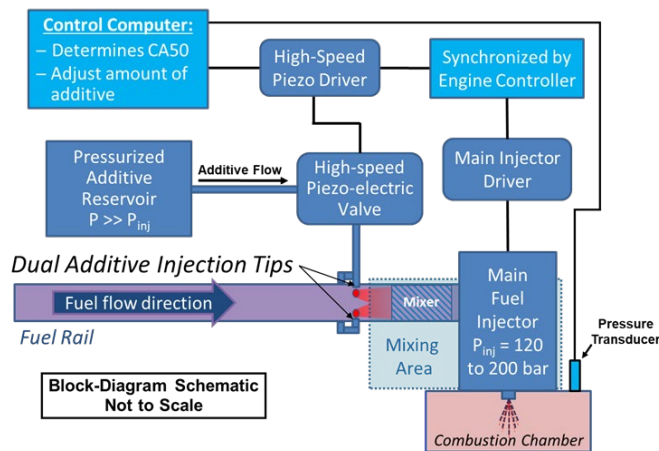 Control Computer:
– Determines CA50
– Adjust amount of
additive
High-Speed
Piezo Driver
Synchronized by
Engine Controller
Pressurized
Additive
Reservoir
P >> Pinj
Additive Flow
High-speed
Piezo-electric
Valve
Main Injector
Driver
Dual Additive Injection Tips
Fuel flow direction
Fuel Rail
Mixer
Mixing
Area
Main
Fuel
Injector
Pinj = 120
to 200 bar
Pressure
Transducer
Block-Diagram Schematic
Not to Scale
Combustion Chamber